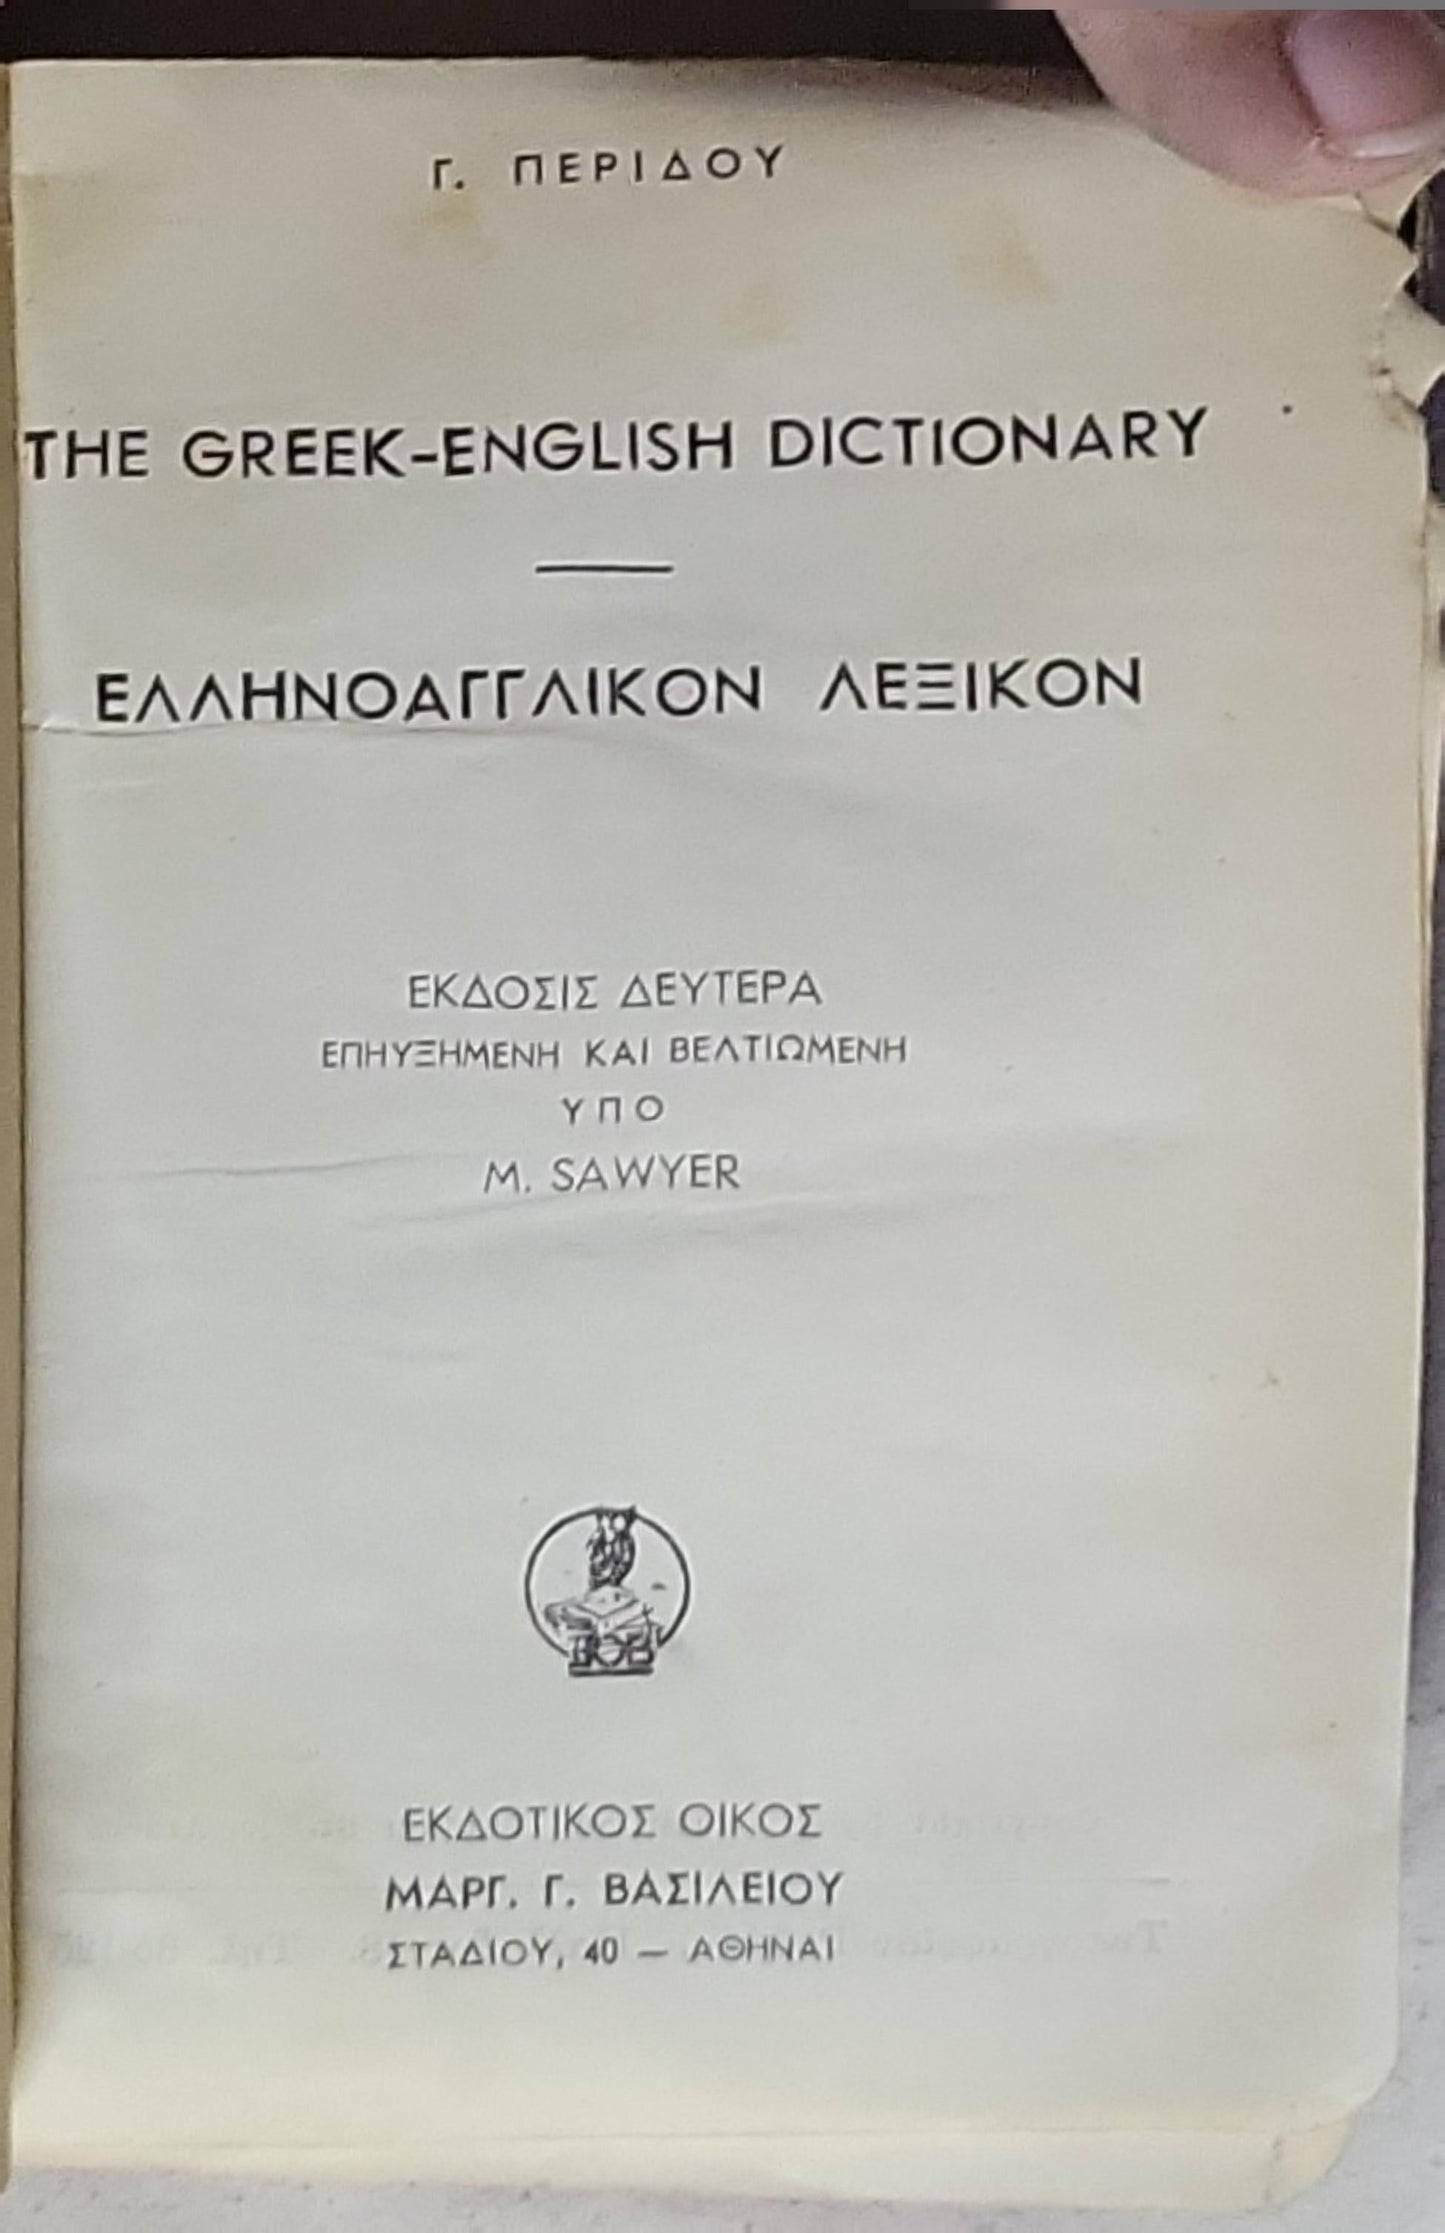 Γ. ΠΕΡΙΔΟΥ
THE GREEK-ENGLISH DICTIONARY
ΕΛΛΗΝΟΑΓΓΛΙΚΟΝ ΛΕΞΙΚΟΝ
ΕΚΔΟΣΙΣ ΔΕΥΤΕΡΑ
ΕΠΗΥΞΗΜΕΝΗ ΚΑΙ ΒΕΛΤΙΩΜΕΝΗ
ΥΠΟ
M. SAWYER
ΕΚΔΟΤΙΚΟΣ ΟΙΚΟΣ
ΜΑΡΓ. Γ. ΒΑΣΙΛΕΙΟΥ
ΣΤΑΔΙΟΥ, 40 — ΑΘΗΝΑΙ